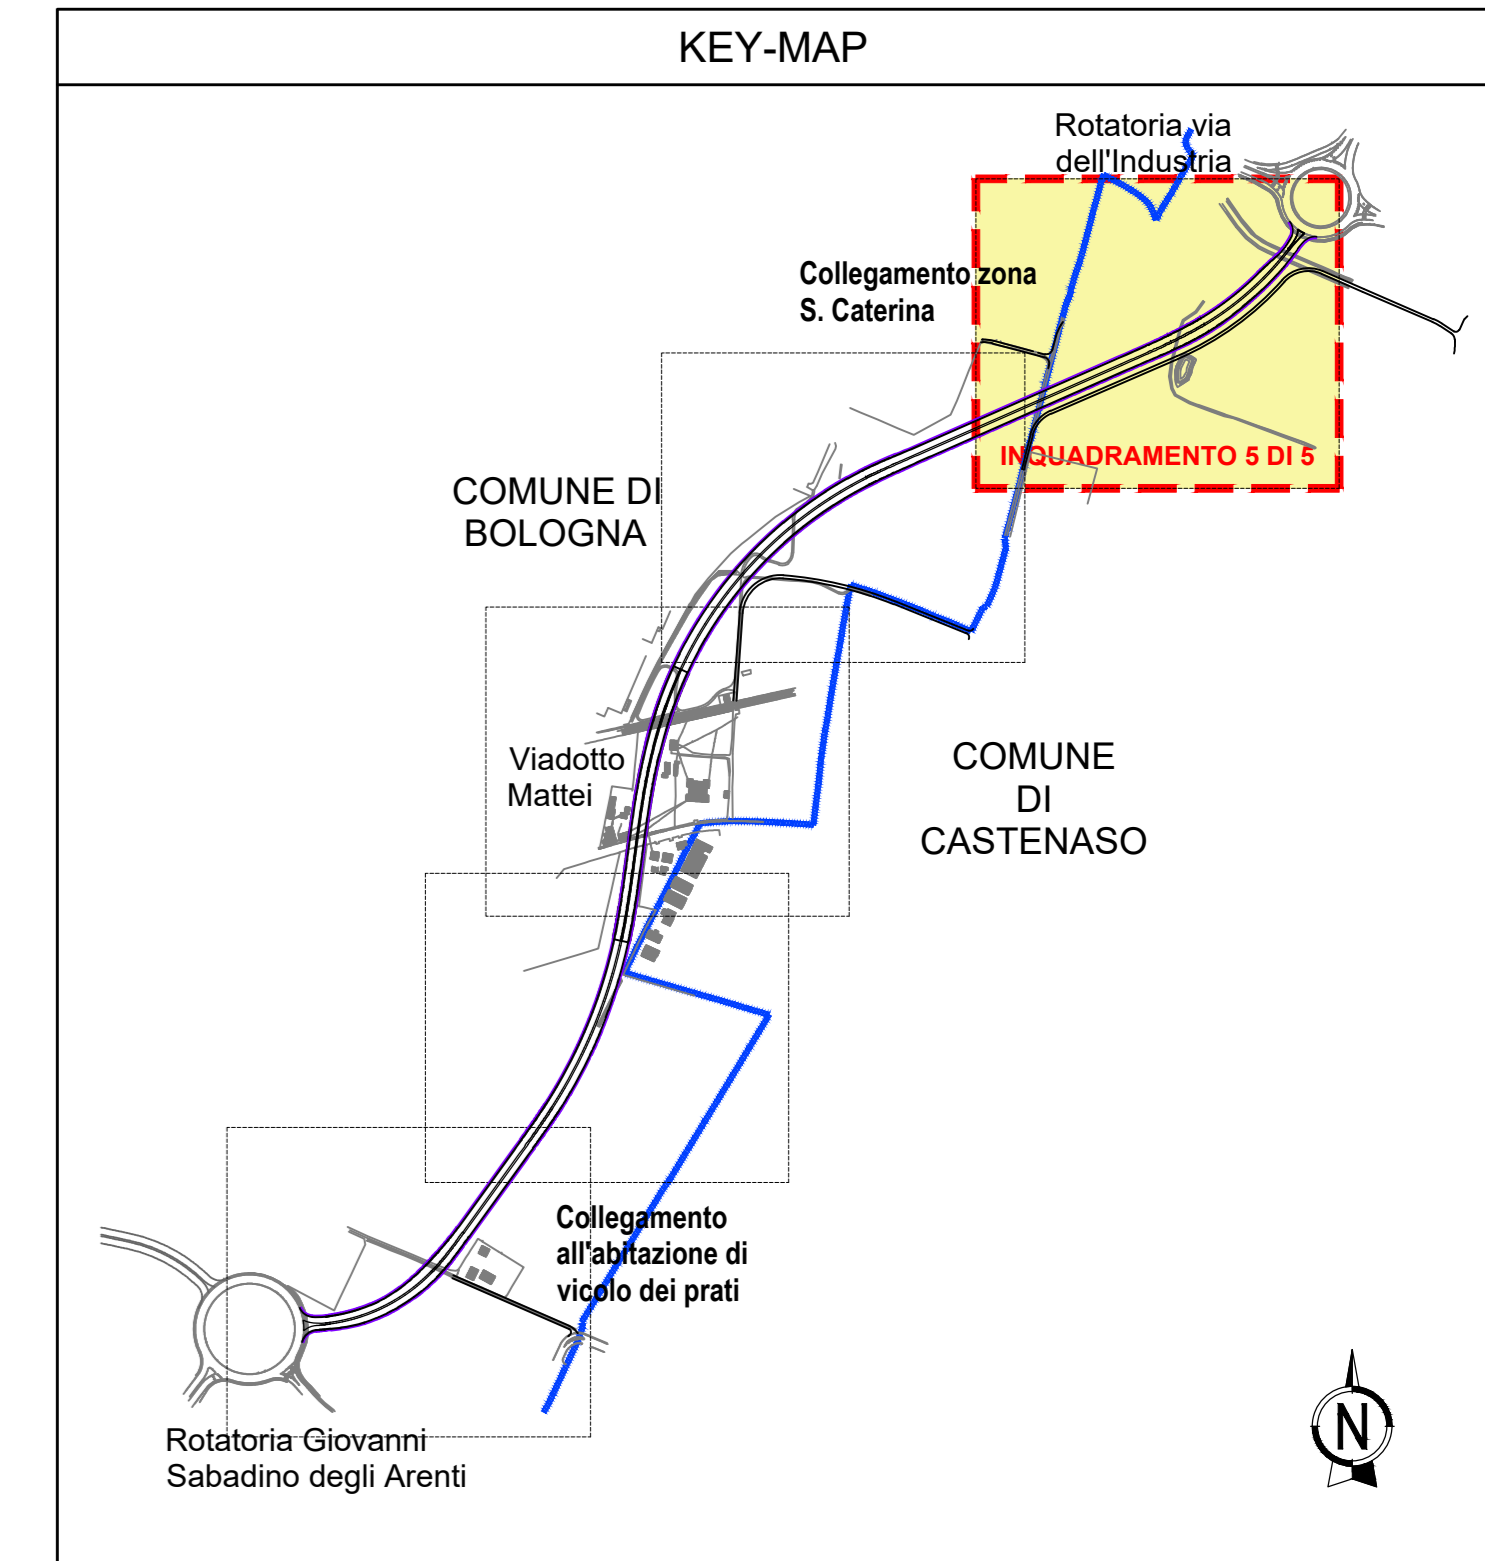 KEY-MAP
Rotatoria via
dell'Industria
Collegamento zona
S. Caterina
INQUADRAMENTO 5 DI 5
COMUNE DI
BOLOGNA
Viadotto
Mattei
COMUNE
DI
CASTENASO
Collegamento
all'abitazione di
vicolo dei prati
Rotatoria Giovanni
Sabadino degli Arenti
N